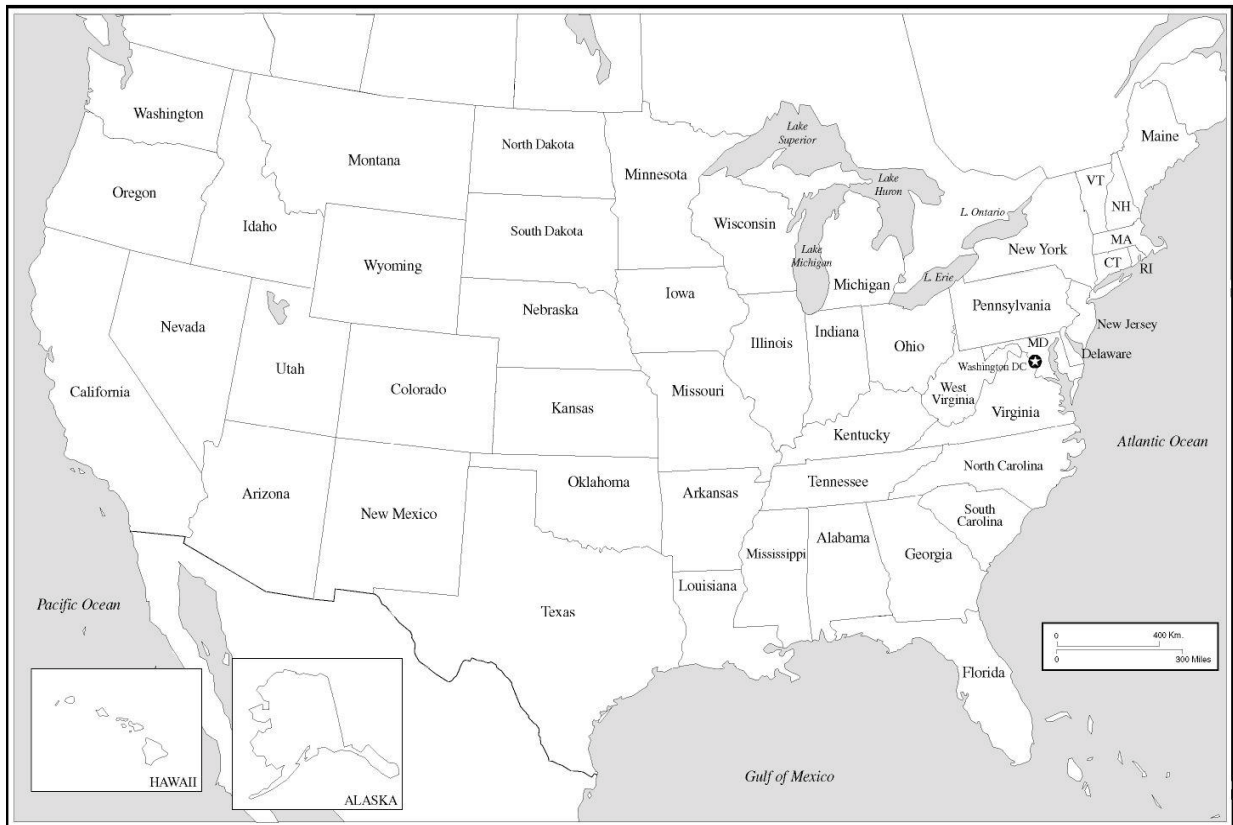 Washington
Montana
North Dakota
Minnesota
Lake
Superior
Maine
Oregon
Idaho
Wyoming
South Dakota
Wisconsin
Lake
Huron
Lake
Michigan
Michigan
L. Ontario
L. Erie
VT
NH
MA
CT
RI
New York
Nevada
Utah
Colorado
Nebraska
Iowa
Illinois
Indiana
Ohio
Pennsylvania
New Jersey
MD
Delaware
Washington DC
California
Kansas
Missouri
Kentucky
West
Virginia
Virginia
Atlantic Ocean
Arizona
New Mexico
Oklahoma
Arkansas
Tennessee
North Carolina
South
Carolina
Mississippi
Alabama
Georgia
Louisiana
Texas
Pacific Ocean
Florida
0
400 Km.
0
300 Miles
HAWAII
ALASKA
Gulf of Mexico